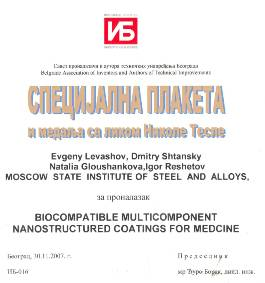 ИБ
Савез проналазача и аутора техничких унапређења Београда
Belgrade Association of Inventors and Authors of Technical Improvement
СПЕЦИЈАЛНА ПЛАКЕТА
и медаља са ликом Николе Тесле
Evgeny Levashov, Dmitry Shtansky
Natalia Gloushankova,Igor Reshetov
MOSCOW STATE INSTITUTE OF STEEL AND ALLOYS,
за проналазак
BIOCOMPATIBLE MULTICOMPONENT
NANOSTRUCTURED COATINGS FOR MEDCINE
Београд, 30.11.2007. г.
Председник
ИБ-016
мр Ђуро Борак, дипл. инж.